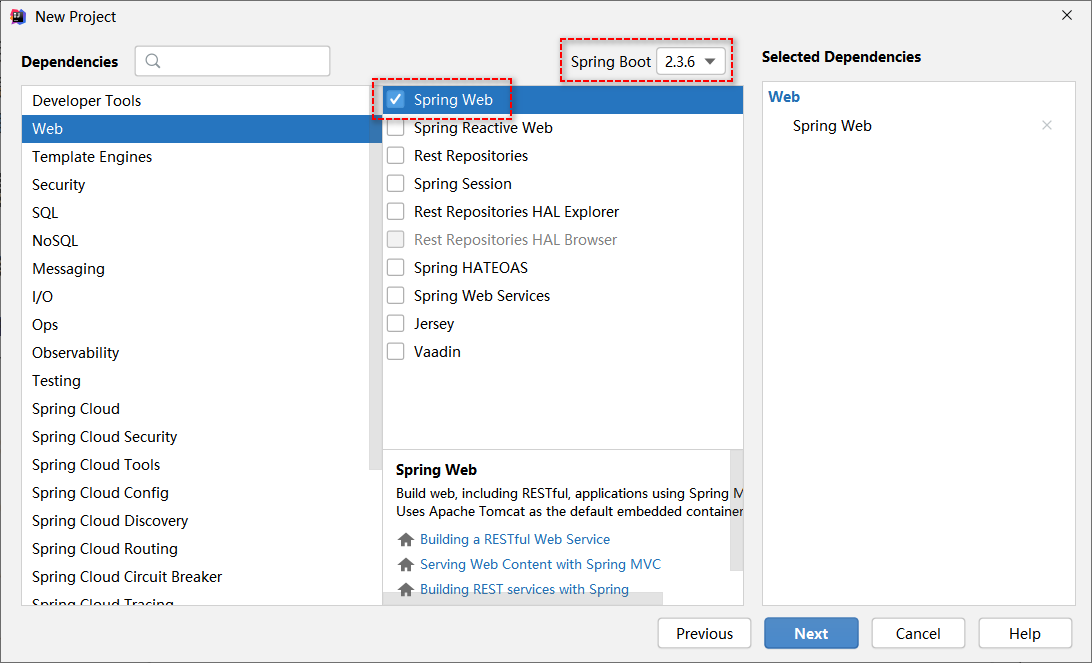 New Project
Dependencies
Spring Boot 2.3.6
Selected Dependencies
Developer Tools
Web
Template Engines
Security
SQL
NoSQL
Messaging
I/O
Ops
Observability
Testing
Spring Cloud
Spring Cloud Security
Spring Cloud Tools
Spring Cloud Config
Spring Cloud Discovery
Spring Cloud Routing
Spring Cloud Circuit Breaker
Spring Cloud Tracing
Spring Web
Spring Reactive Web
Rest Repositories
Spring Session
Rest Repositories HAL Explorer
Rest Repositories HAL Browser
Spring HATEOAS
Spring Web Services
Jersey
Vaadin
Spring Web
Build web, including RESTful, applications using Spring M
Uses Apache Tomcat as the default embedded container
Building a RESTful Web Service
Serving Web Content with Spring MVC
Building REST services with Spring
Web
Spring Web
Previous
Next
Cancel
Help